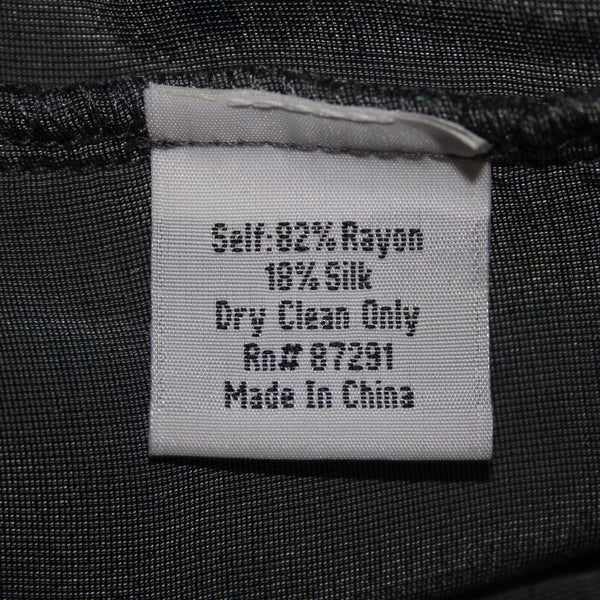 Self:82% Rayon
18% Silk
Dry Clean Only
Rn# 87291
Made In China